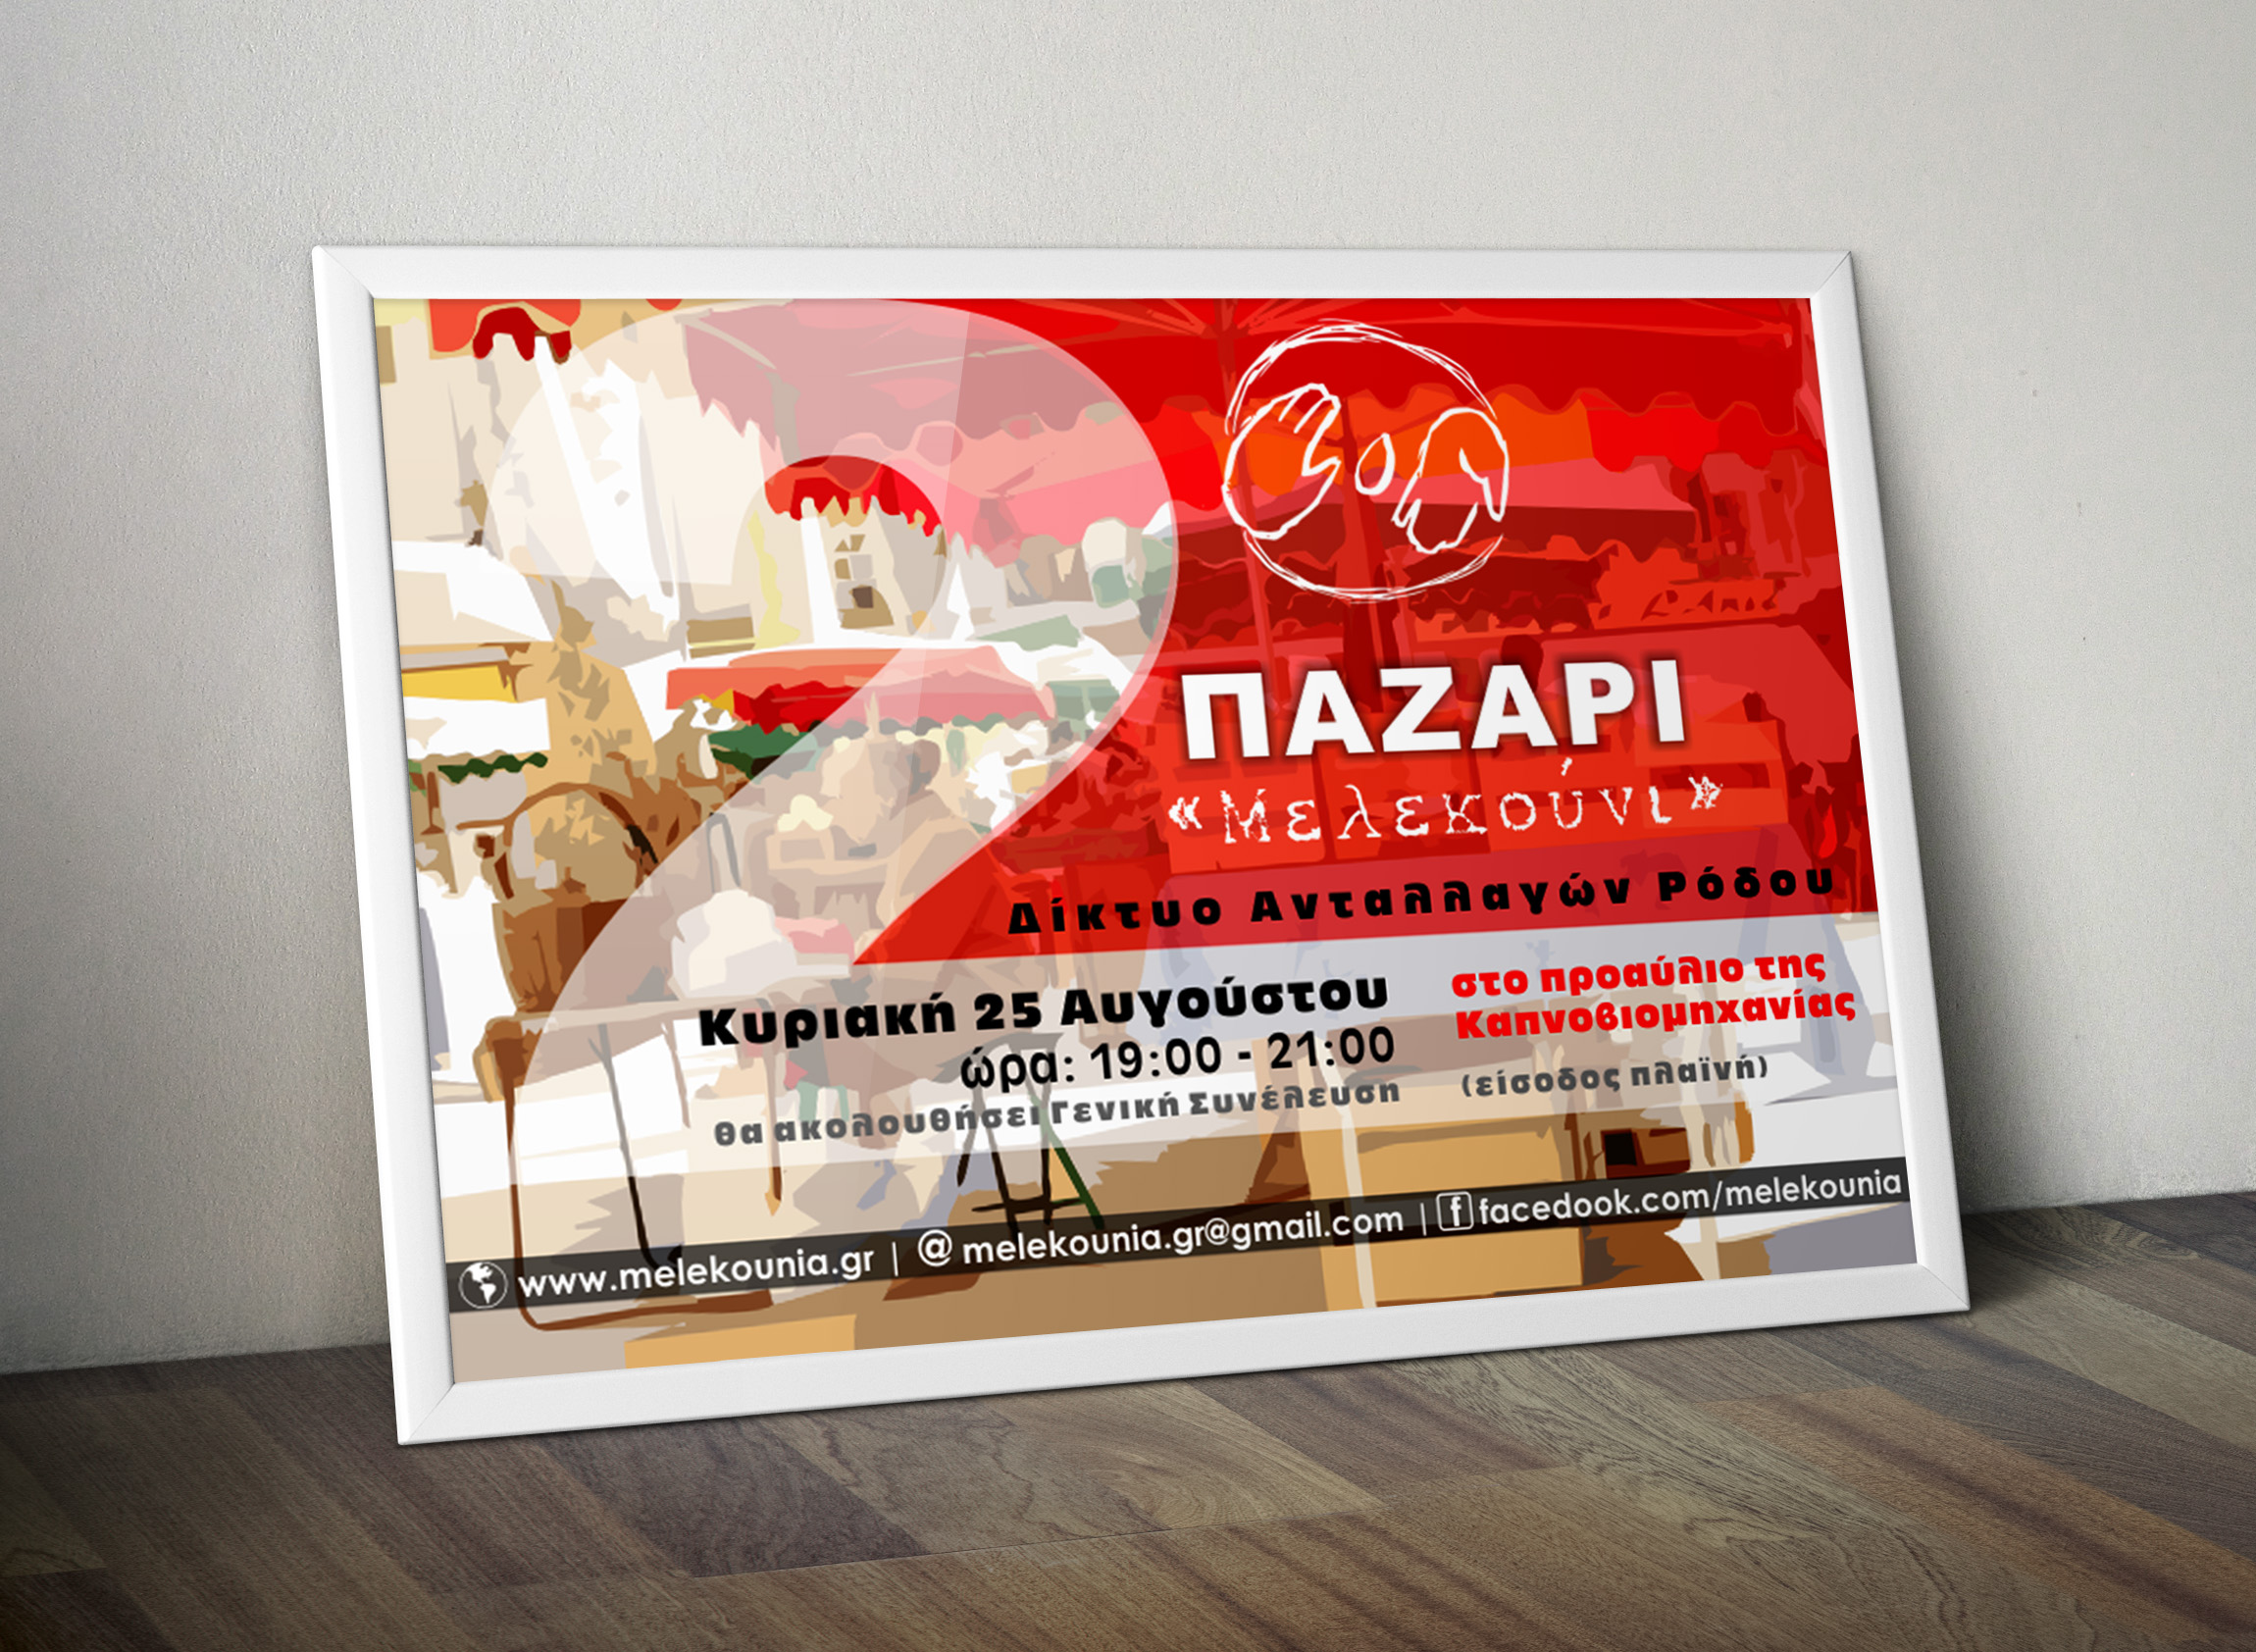 2
ΠΑΖΑΡΙ
«Μελεκούνι»
Δίκτυο Ανταλλαγών Ρόδου
Κυριακή 25 Αυγούστου
ώρα: 19:00 - 21:00
θα ακολουθήσει Γενική Συνέλευση
στο προαύλιο της
Καπνοβιομηχανίας
(είσοδος πλαϊνή)
www.melekounia.gr | @ melekounia.gr@gmail.com | f facedook.com/melekounia